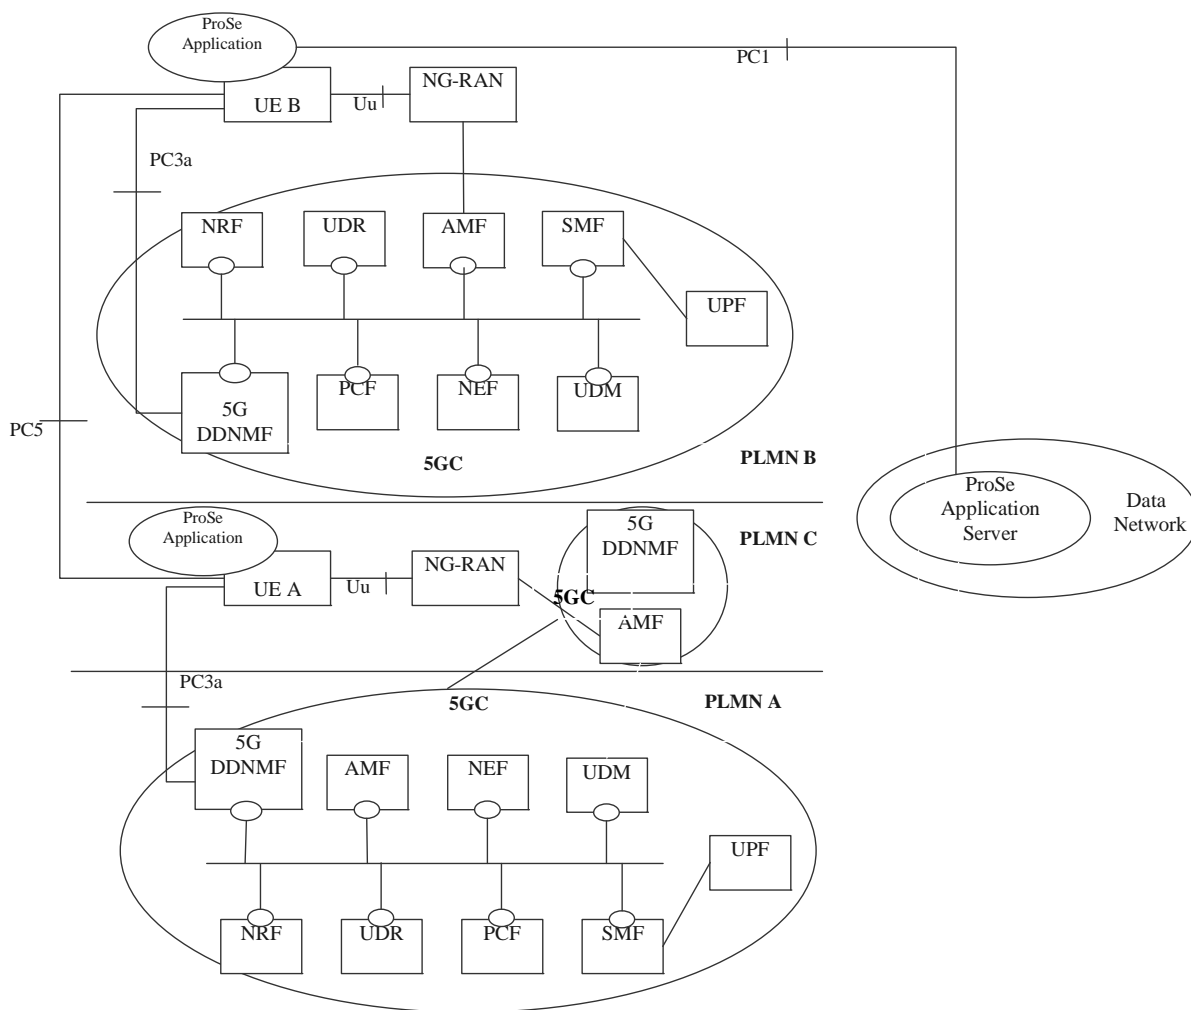 ProSe
Application
PC1
NG-RAN
UE B
Uu
PC3a
NRF
UDR
AMF
SMF
UPF
PCF
NEF
UDM
5G
DDNMF
PC5
5GC
PLMN B
ProSe
Application
Server
Data
Network
ProSe
Application
5G
DDNMF
PLMN C
NG-RAN
UE A
Uu
5GC
AMF
PC3a
5GC
PLMN A
5G
DDNMF
AMF
NEF
UDM
UPF
NRF
UDR
PCF
SMF